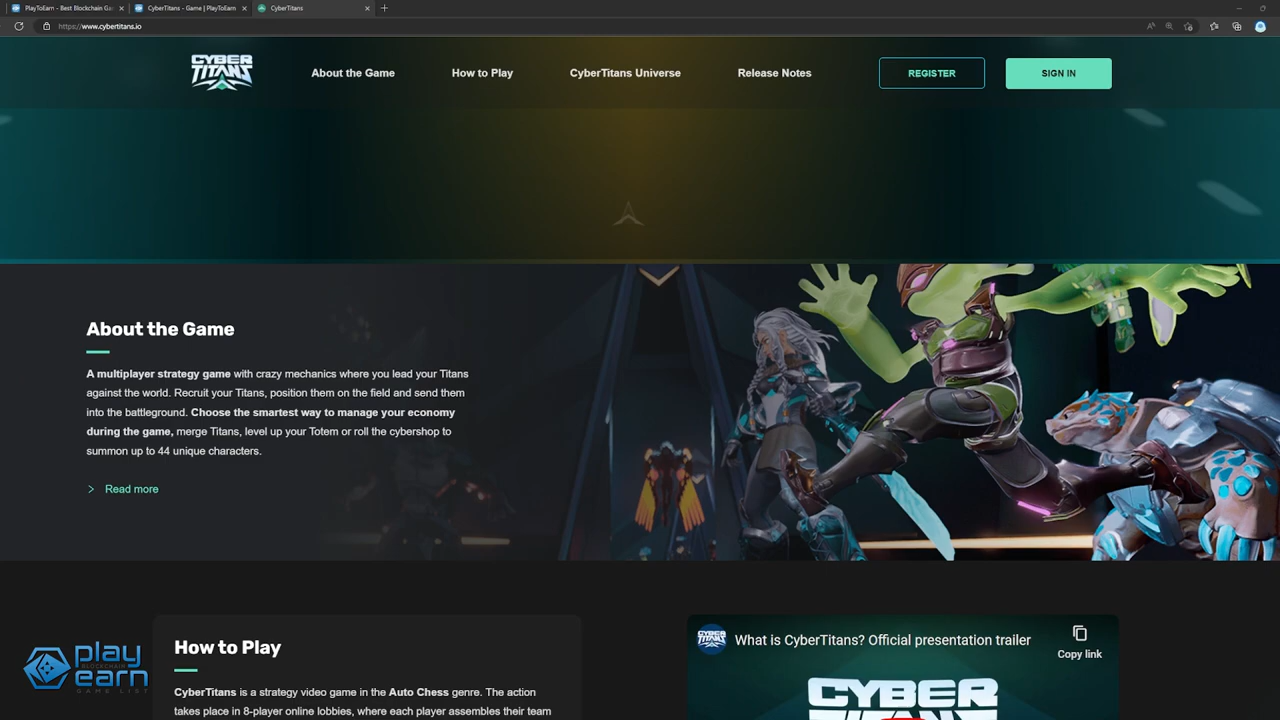 PlayToEarn - Best Blockchain Ga
CyberTitans - Game | PlayToEarn
CyberTitans
https://www.cybertitans.io
CYBER TITANS
About the Game
How to Play
CyberTitans Universe
Release Notes
REGISTER
SIGN IN
About the Game
A multiplayer strategy game with crazy mechanics where you lead your Titans
against the world. Recruit your Titans, position them on the field and send them
into the battleground. Choose the smartest way to manage your economy
during the game, merge Titans, level up your Totem or roll the cybershop to
summon up to 44 unique characters.
Read more
How to Play
CyberTitans is a strategy video game in the Auto Chess genre. The action
takes place in 8-player online lobbies, where each player assembles their team
CYBER TITANS
What is CyberTitans? Official presentation trailer
Copy link
CYBER
TITANS
play
BLOCKCHAIN
earn
GAME LIST